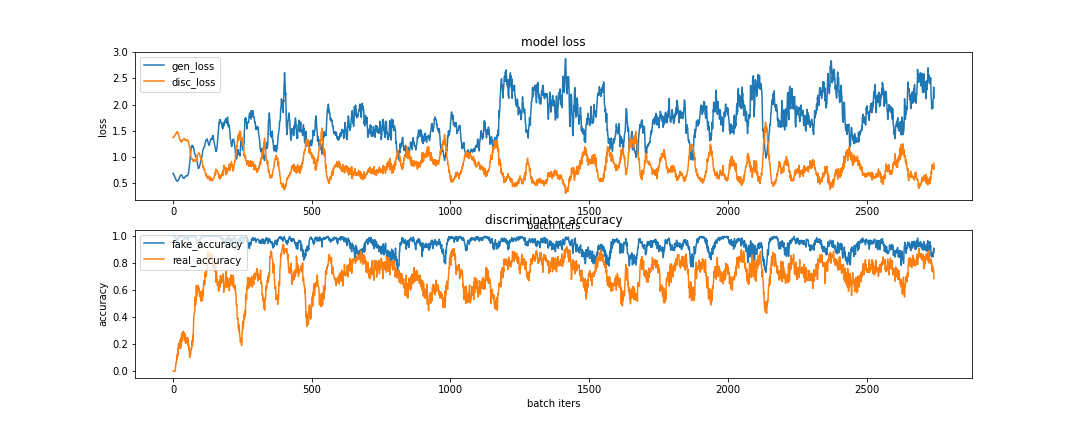 model loss
3.0
2.5
2.0
1.5
1.0
0.5
loss
gen_loss
disc_loss
0 500 1000 1500 2000 2500
batch iters
discriminator accuracy
1.0
0.8
0.6
0.4
0.2
0.0
accuracy
fake_accuracy
real_accuracy
0 500 1000 1500 2000 2500
batch iters